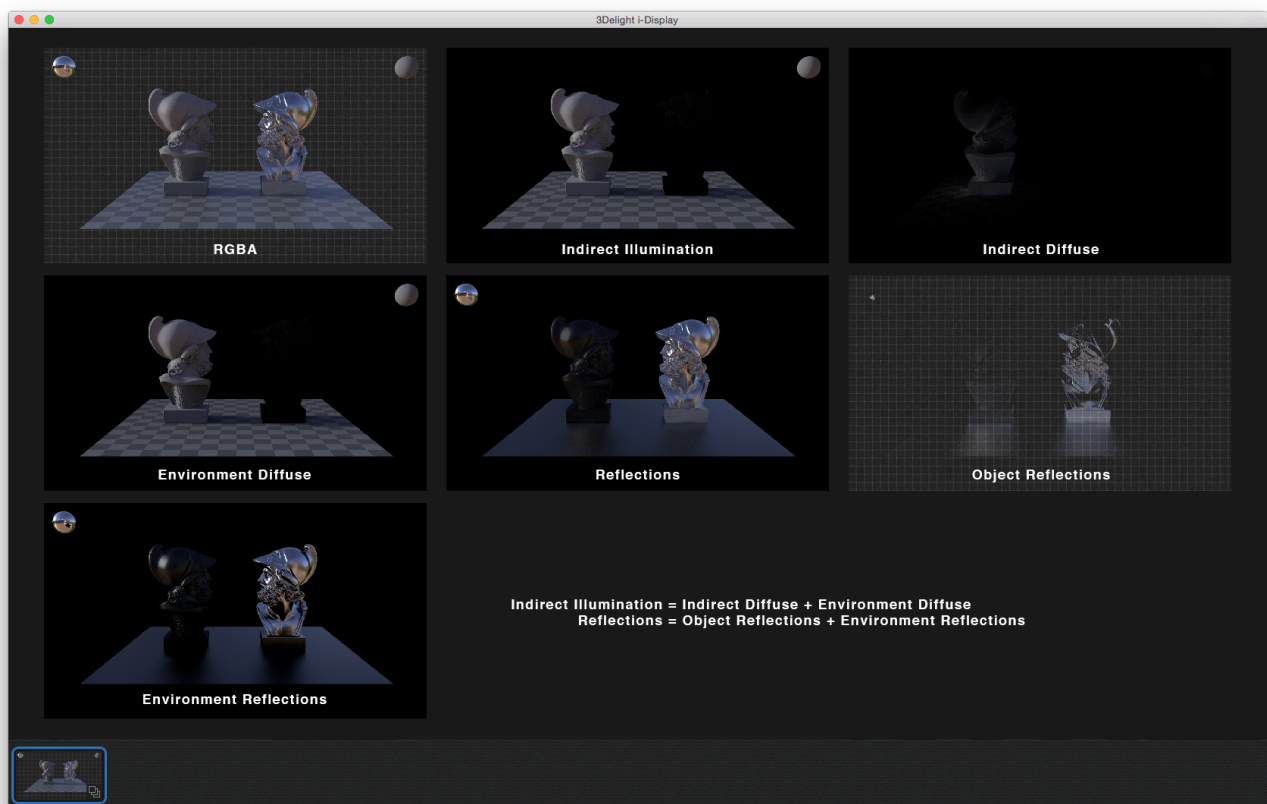 3Delight i-Display
RGBA
Indirect Illumination
Indirect Diffuse
Environment Diffuse
Reflections
Object Reflections
Environment Reflections
Indirect Illumination = Indirect Diffuse + Environment Diffuse
Reflections = Object Reflections + Environment Reflections